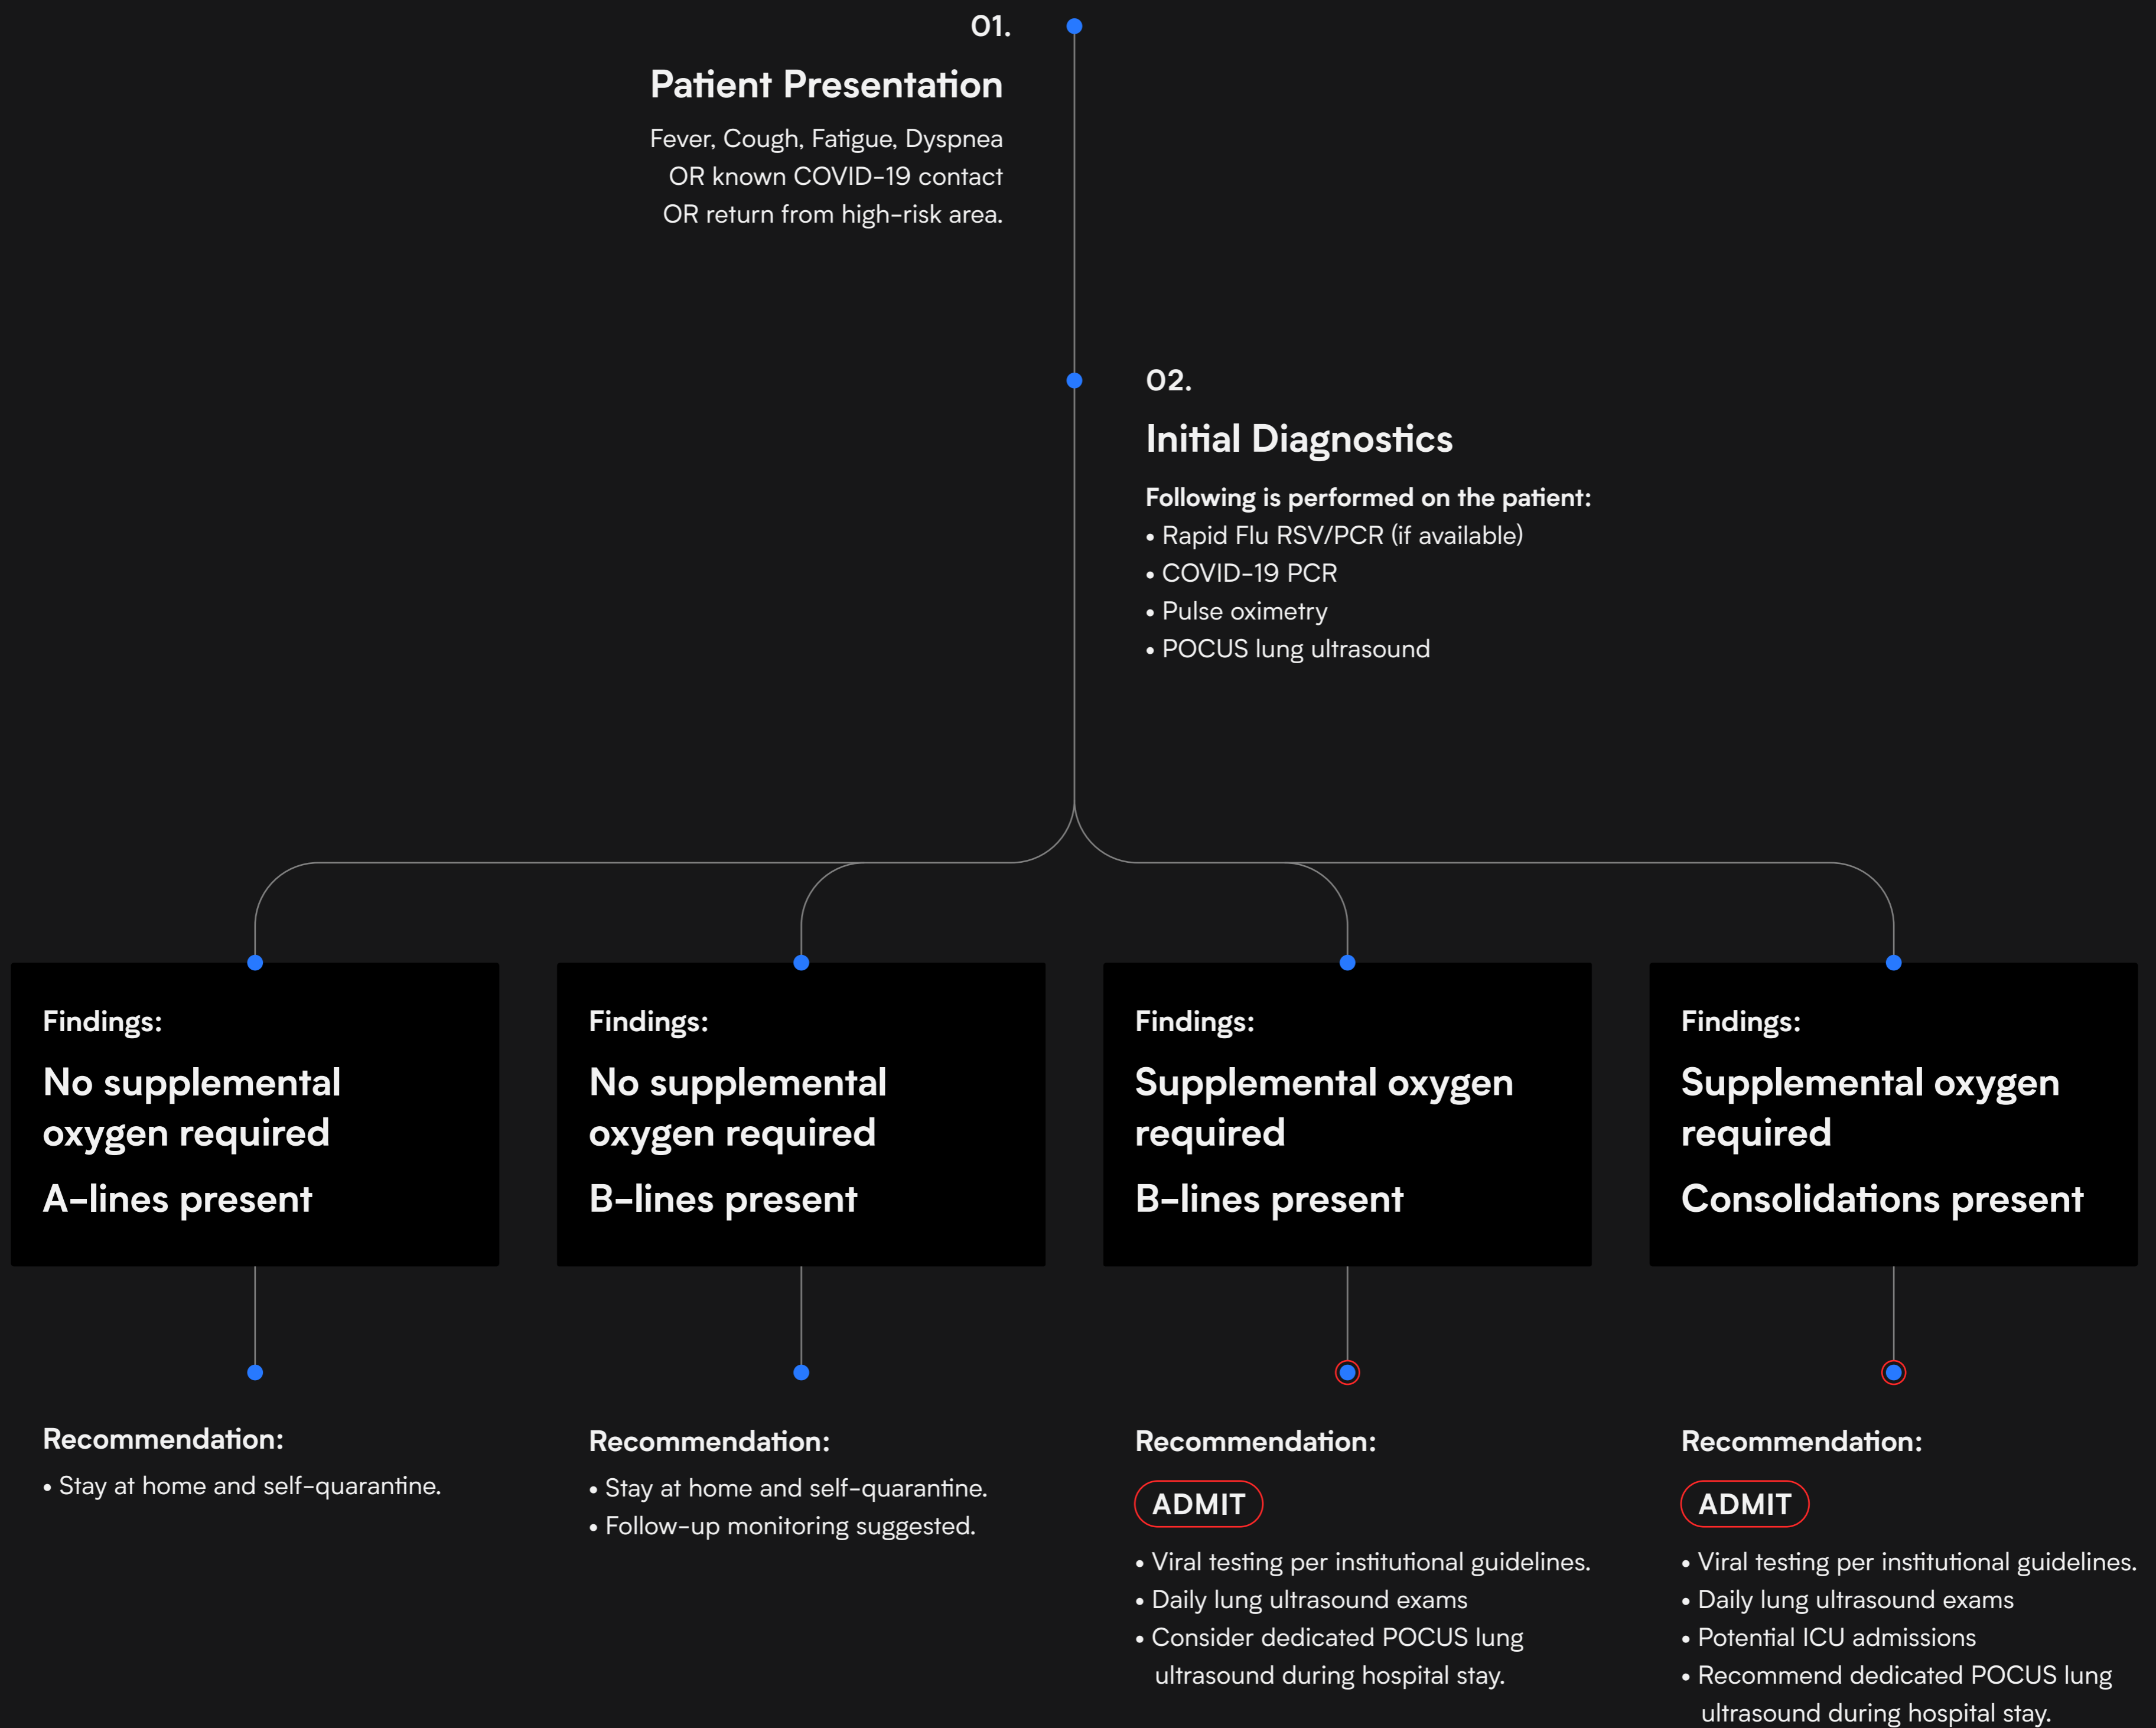 01.
Patient Presentation
Fever, Cough, Fatigue, Dyspnea
OR known COVID-19 contact
OR return from high-risk area.
02.
Initial Diagnostics
Following is performed on the patient:
• Rapid Flu RSV/PCR (if available)
• COVID-19 PCR
• Pulse oximetry
• POCUS lung ultrasound
Findings:
No supplemental
oxygen required
A-lines present
Recommendation:
• Stay at home and self-quarantine.
Findings:
No supplemental
oxygen required
B-lines present
Recommendation:
• Stay at home and self-quarantine.
• Follow-up monitoring suggested.
Findings:
Supplemental oxygen
required
B-lines present
Recommendation:
ADMIT
• Viral testing per institutional guidelines.
• Daily lung ultrasound exams
• Consider dedicated POCUS lung
ultrasound during hospital stay.
Findings:
Supplemental oxygen
required
Consolidations present
Recommendation:
ADMIT
• Viral testing per institutional guidelines.
• Daily lung ultrasound exams
• Potential ICU admissions
• Recommend dedicated POCUS lung
ultrasound during hospital stay.